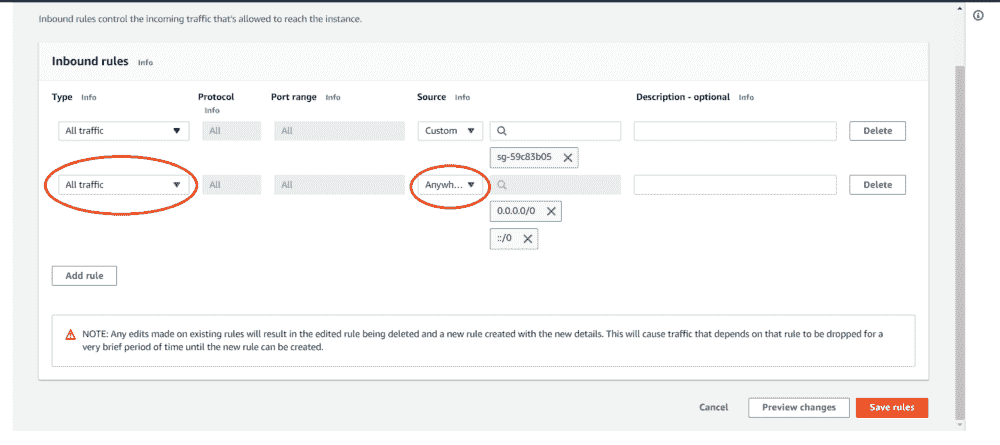 Inbound rules control the incoming traffic that's allowed to reach the instance.
Inbound rules Info
Type Info Protocol Info Port range Info Source Info Description - optional Info
All traffic All All Custom Delete
sg-59c83b05
All traffic All All Anywh... Delete
0.0.0.0/0
::/0
Add rule
NOTE: Any edits made on existing rules will result in the edited rule being deleted and a new rule created with the new details. This will cause traffic that depends on that rule to be dropped for a
very brief period of time until the new rule can be created.
Cancel Preview changes Save rules